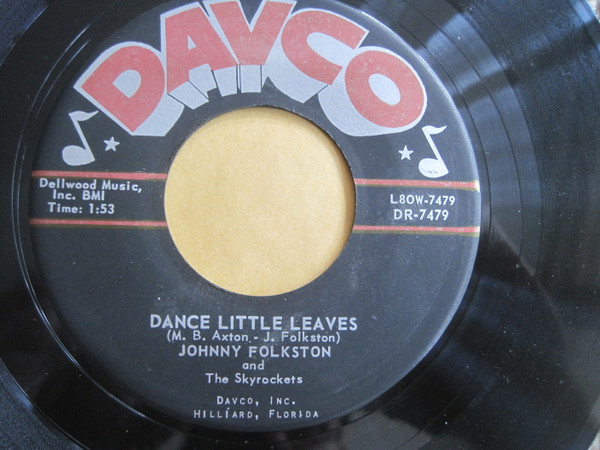 DAVCO
Dellwood Music,
Inc. BMI
Time: 1:53
L80W-7479
DR-7479
DANCE LITTLE LEAVES
(M. B. Axton - J. Folkston)
JOHNNY FOLKSTON
and
The Skyrockets
DAVCO, INC.
HILLIARD, FLORIDA